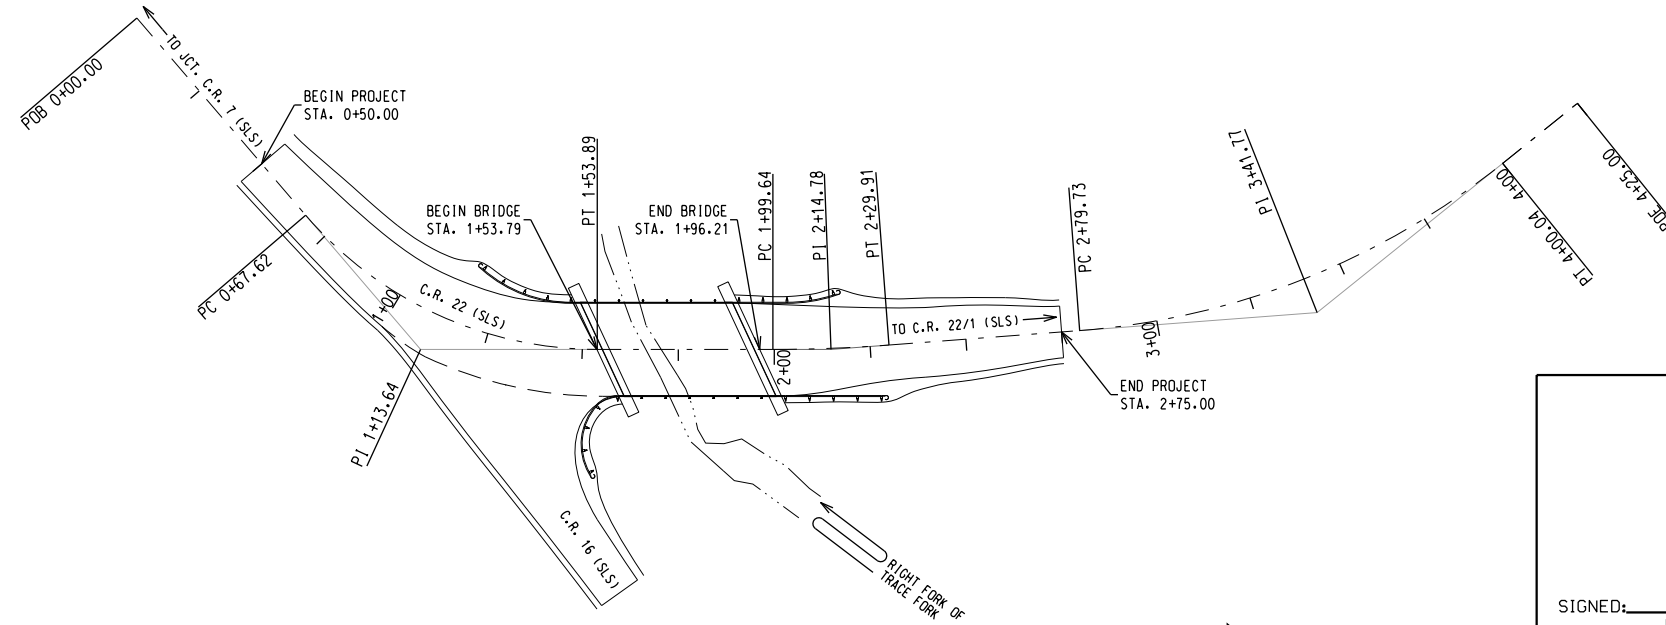 POB 0+00.00
TO JCT. C.R. 7 (SLS)
BEGIN PROJECT
STA. 0+50.00
PC 0+67.62
1+00
C.R. 22 (SLS)
PI 1+13.64
BEGIN BRIDGE
STA. 1+53.79
PT 1+53.89
END BRIDGE
STA. 1+96.21
PC 1+99.64
2+00
PI 2+14.78
PT 2+29.91
TO C.R. 22/1 (SLS)
PC 2+79.73
END PROJECT
STA. 2+75.00
3+00
PI 3+41.77
4+00
PT 4+00.04
POE 4+25.00
C.R. 16 (SLS)
RIGHT FORK OF
TRACE FORK
SIGNED: